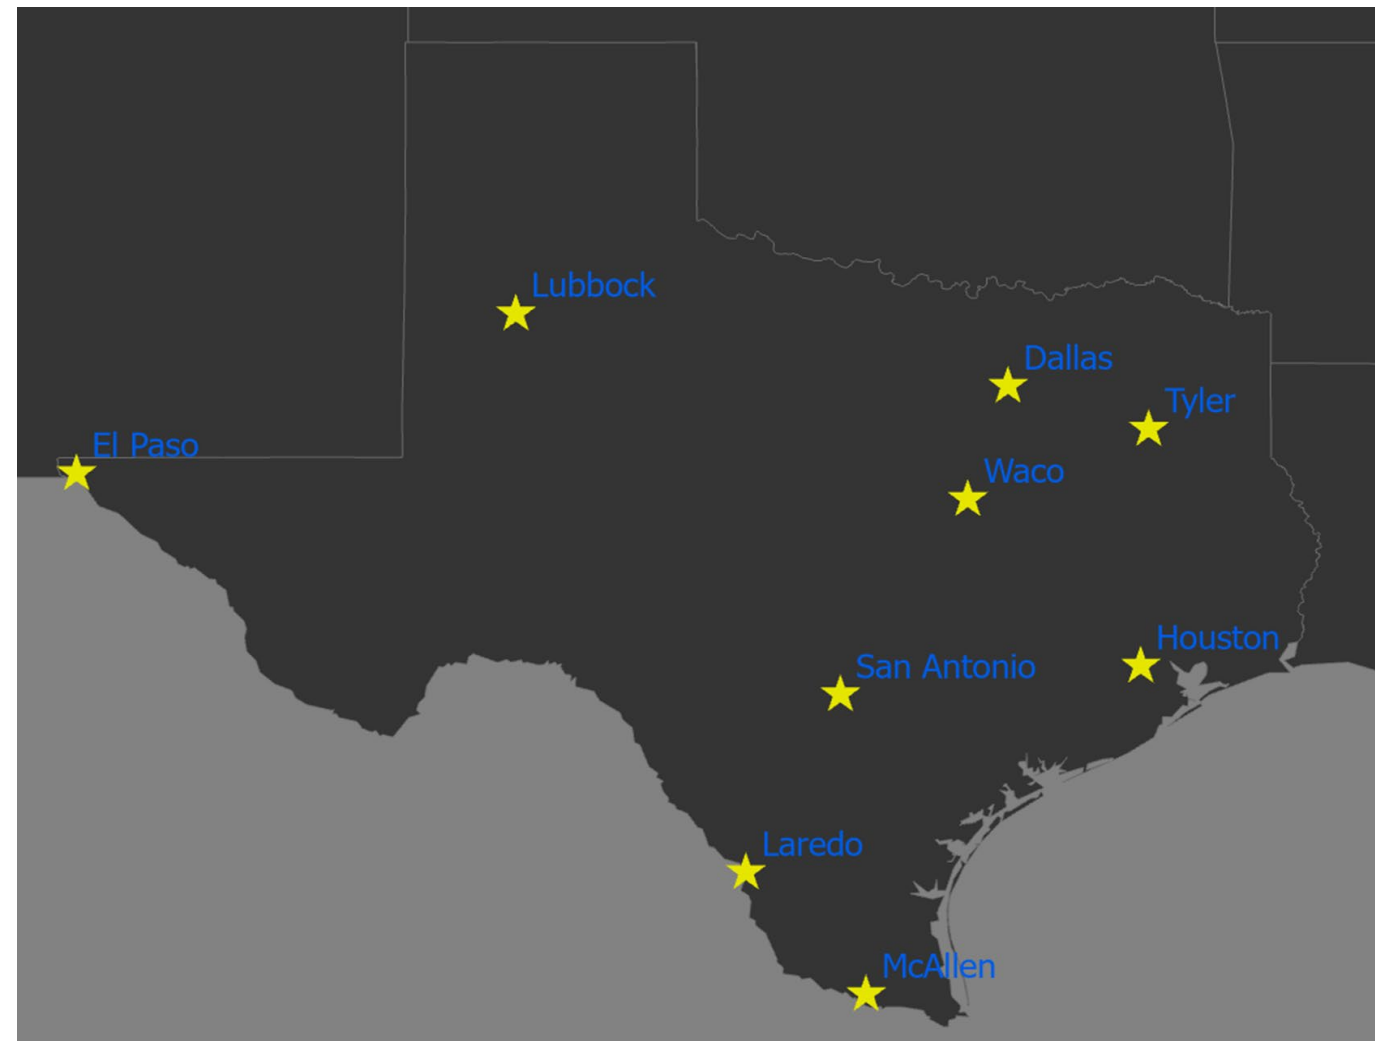 Lubbock
Dallas
Tyler
El Paso
Waco
Houston
San Antonio
Laredo
McAllen